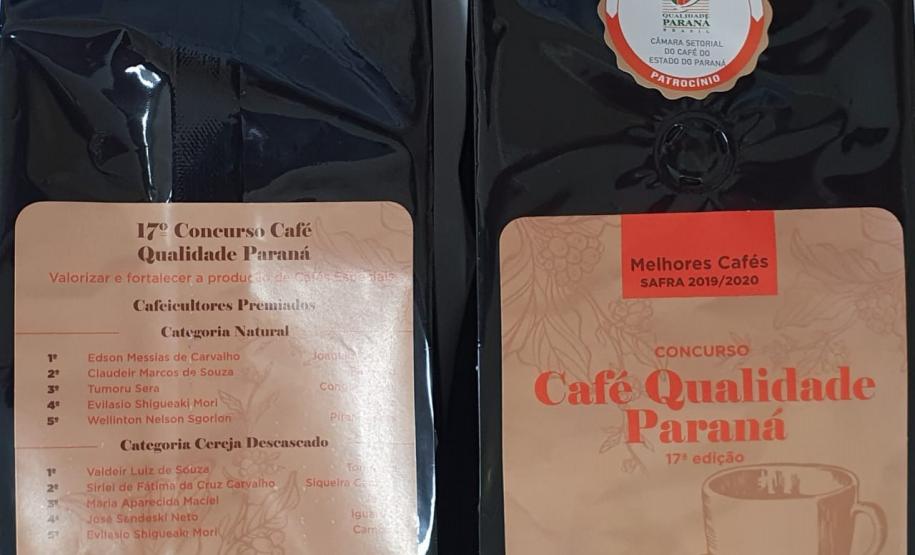 17º Concurso Café
Qualidade Paraná
Valorizar e fortalecer a produção de Cafés Especiais
Cafeicultores Premiados
Categoria Natural
1º Edson Messias de Carvalho
2º Claudeir Marcos de Souza
3º Tumoru Sera
4º Evilasio Shigueaki Mori
5º Wellinton Nelson Sgorlon
Categoria Cereja Descascado
1º Valdeir Luiz de Souza
2º Siriei de Fátima da Cruz Carvalho Siqueira
3º Maria Aparecida Maciel
4º José Sendeski Neto
5º Evilasio Shigueaki Mori
QUALIDADE
PARANÁ
BRASIL
CÂMARA SETORIAL
DO CAFÉ DO
ESTADO DO PARANÁ
PATROCÍNIO
Melhores Cafés
SAFRA 2019/2020
CONCURSO
Café Qualidade
Paraná
17ª edição